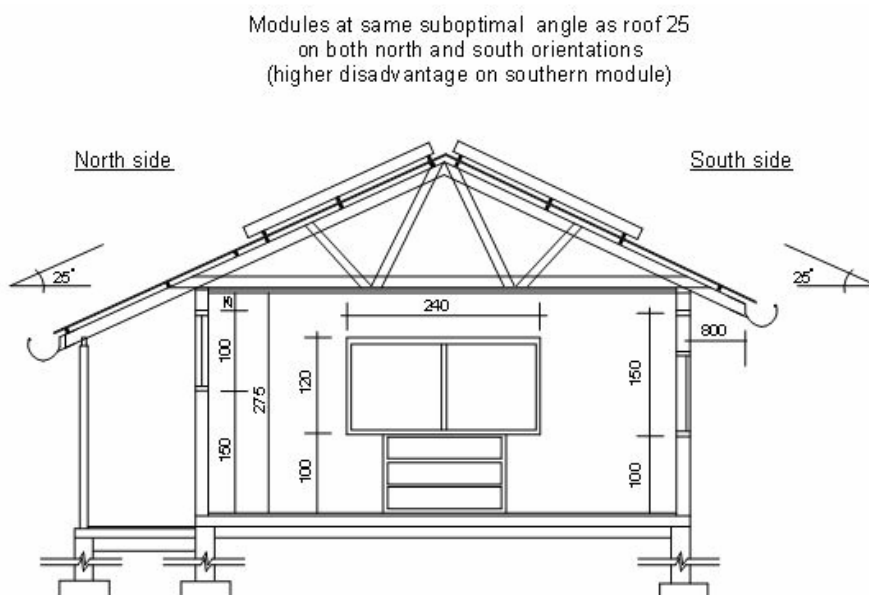 Modules at same suboptimal angle as roof 25
on both north and south orientations
(higher disadvantage on southern module)
North side
South side
25°
25°
240
800
100
275
120
150
150
100
100